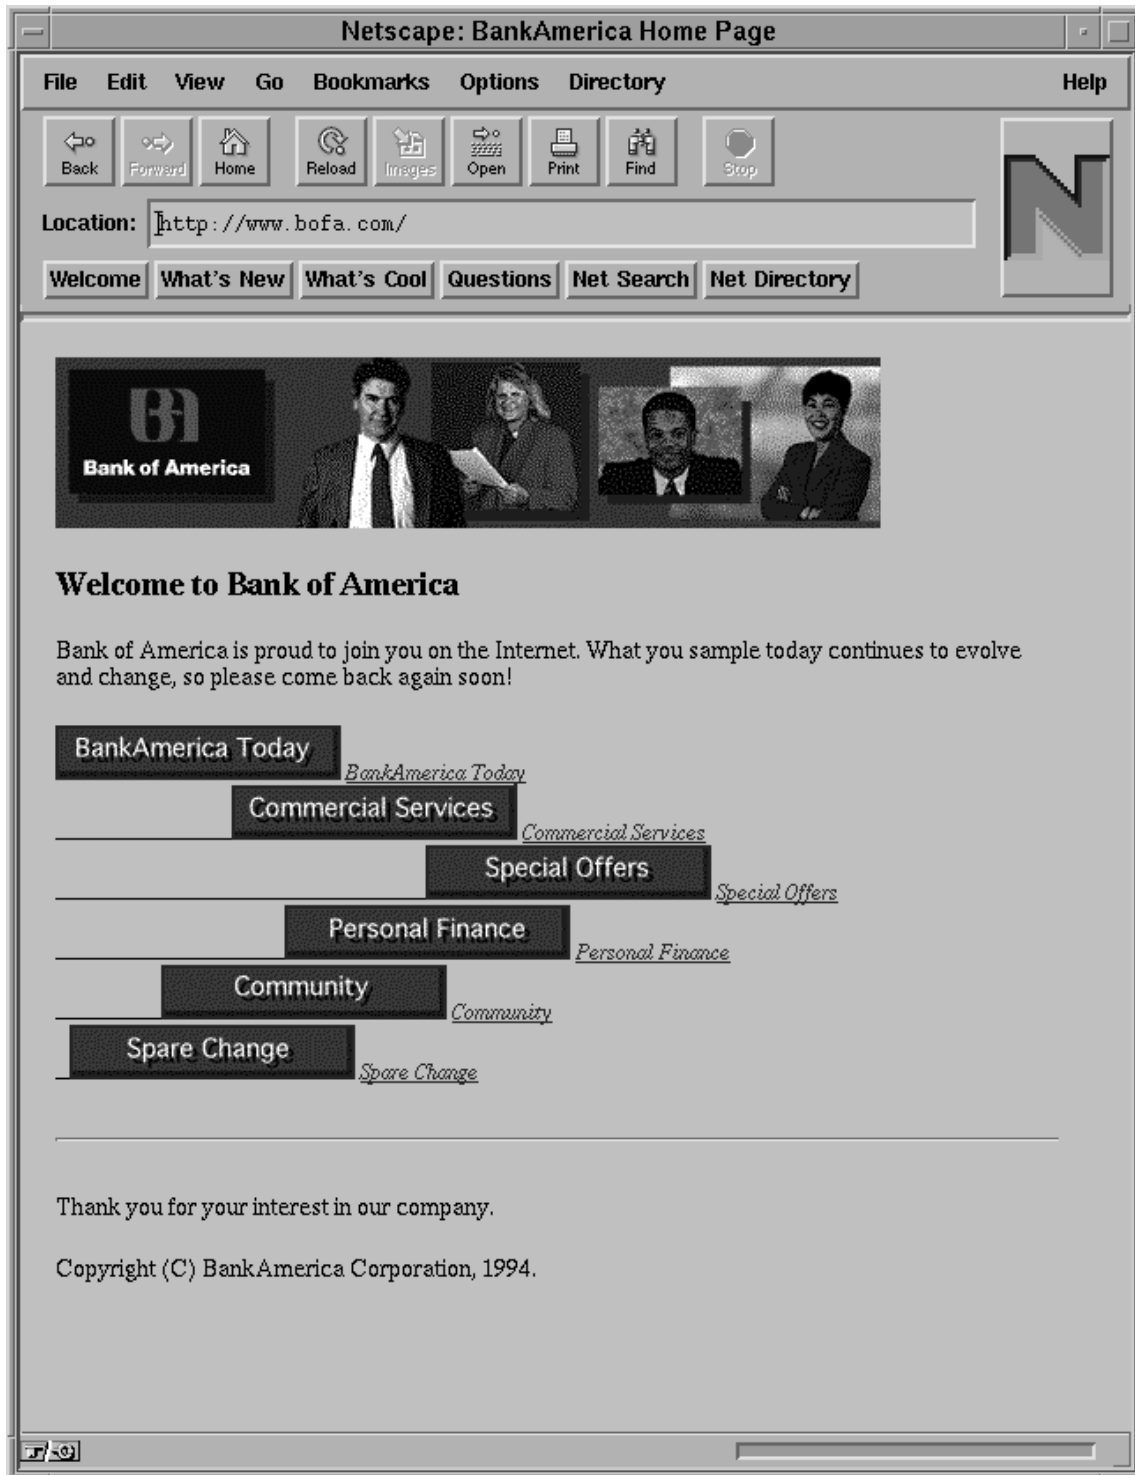 Netscape: BankAmerica Home Page
File Edit View Go Bookmarks Options Directory Help
Back Forward Home Reload Images Open Print Find Stop
Location: http://www.bofa.com/
N
Welcome What's New What's Cool Questions Net Search Net Directory
BA
Bank of America
Welcome to Bank of America
Bank of America is proud to join you on the Internet. What you sample today continues to evolve
and change, so please come back again soon!
BankAmerica Today BankAmerica Today
Commercial Services Commercial Services
Special Offers Special Offers
Personal Finance Personal Finance
Community Community
Spare Change Spare Change
Thank you for your interest in our company.
Copyright (C) BankAmerica Corporation, 1994.